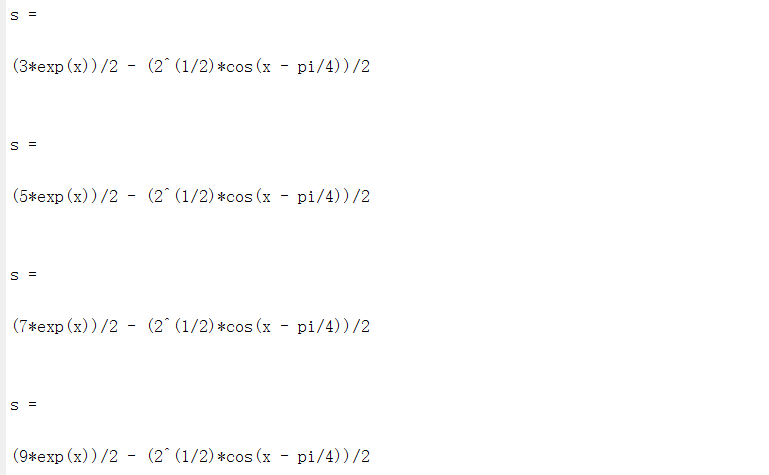 s =
(3*exp(x))/2 - (2^(1/2)*cos(x - pi/4))/2
s =
(5*exp(x))/2 - (2^(1/2)*cos(x - pi/4))/2
s =
(7*exp(x))/2 - (2^(1/2)*cos(x - pi/4))/2
s =
(9*exp(x))/2 - (2^(1/2)*cos(x - pi/4))/2